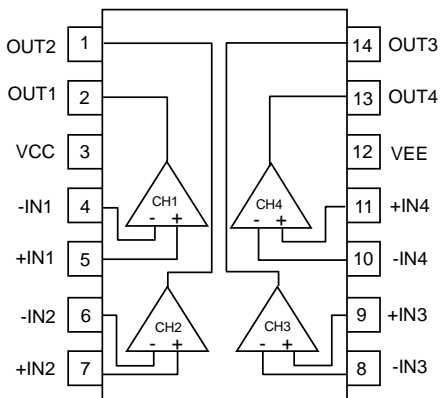 OUT2 1 14 OUT3
OUT1 2 13 OUT4
VCC 3 12 VEE
-IN1 4 CH1 CH4 11 +IN4
- + - +
+IN1 5 10 -IN4
-IN2 6 CH2 CH3 9 +IN3
- + - +
+IN2 7 8 -IN3